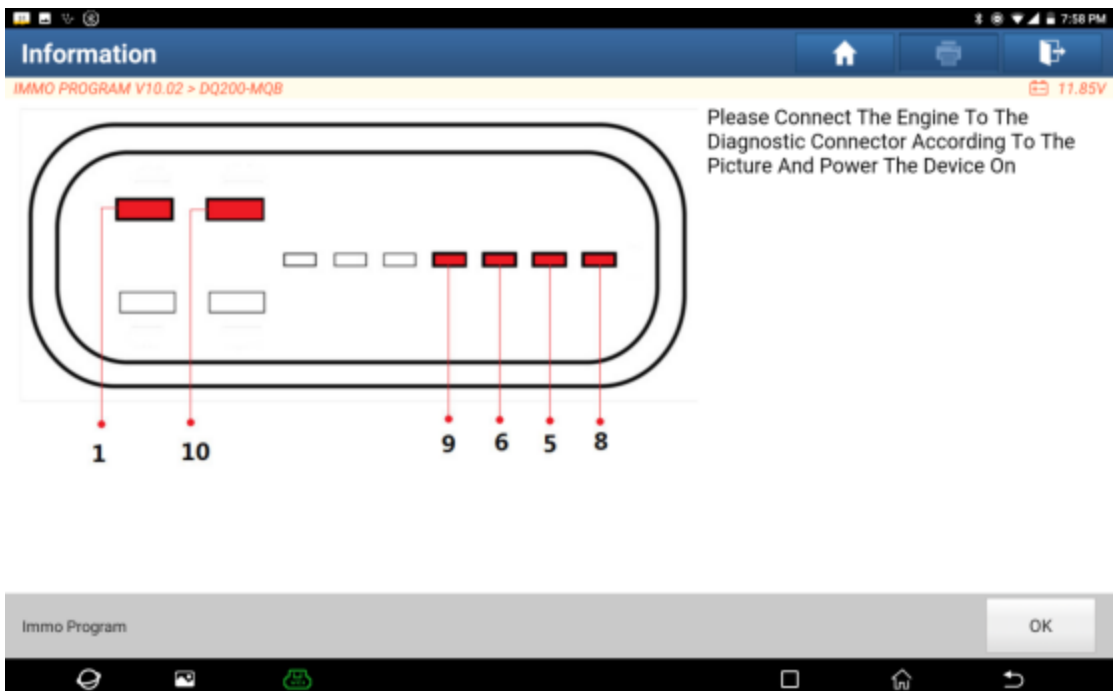 7:58 PM
Information
IMMO PROGRAM V10.02 > DQ200-MQB
11.85V
Please Connect The Engine To The
Diagnostic Connector According To The
Picture And Power The Device On
1
10
9
6
5
8
Immo Program
OK